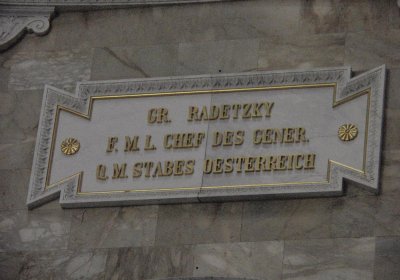 GR. RADETZKY
F. M. L. CHEF DES GENER.
Q. M. STABES OESTERREICH